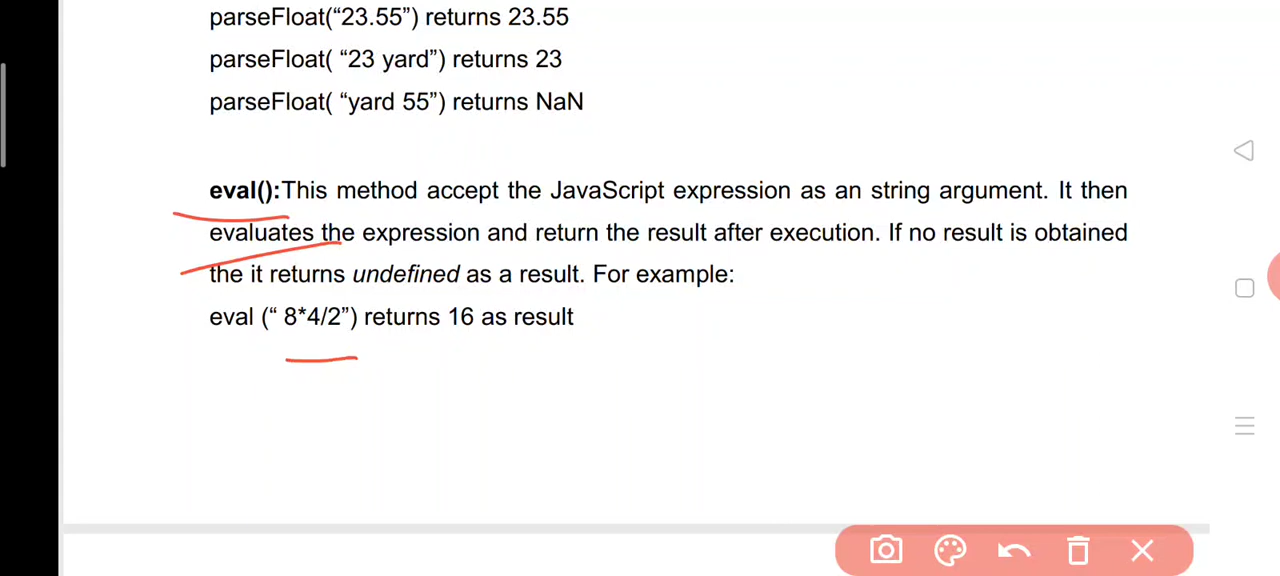 parseFloat(“23.55”) returns 23.55
parseFloat( “23 yard”) returns 23
parseFloat( “yard 55”) returns NaN
eval():This method accept the JavaScript expression as an string argument. It then
evaluates the expression and return the result after execution. If no result is obtained
the it returns undefined as a result. For example:
eval (“ 8*4/2”) returns 16 as result